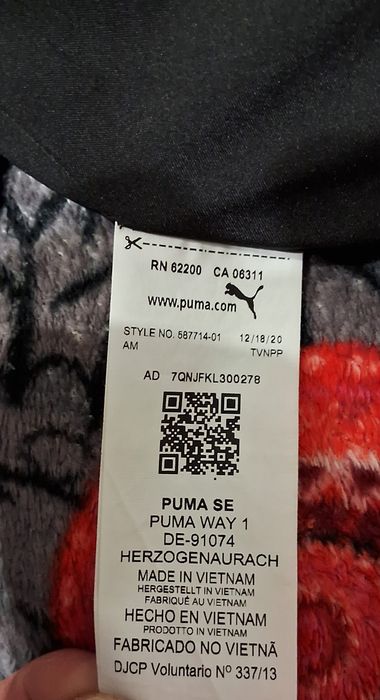 RN 62200 CA 06311
www.puma.com
STYLE NO. 587714-01 12/18/20
AM TVNPP
AD 7QNJFKL300278
PUMA SE
PUMA WAY 1
DE-91074
HERZOGENAURACH
MADE IN VIETNAM
HERGESTELLT IN VIETNAM
FABRIQUÉ AU VIETNAM
HECHO EN VIETNAM
PRODOTTO IN VIETNAM
FABRICADO NO VIETNÃ
DJCP Voluntario Nº 337/13